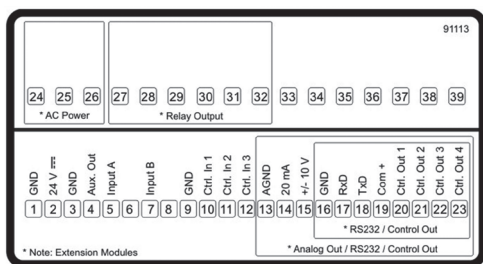 91113
24 25 26 27 28 29 30 31 32 33 34 35 36 37 38 39
* AC Power
* Relay Output
GND
24 V
GND
Aux. Out
Input A
Input B
GND
Ctrl. In 1
Ctrl. In 2
Ctrl. In 3
AGND
20 mA
+/- 10 V
GND
RxD
TxD
Com +
Ctrl. Out 1
Ctrl. Out 2
Ctrl. Out 3
Ctrl. Out 4
1 2 3 4 5 6 7 8 9 10 11 12 13 14 15 16 17 18 19 20 21 22 23
* RS232 / Control Out
* Note: Extension Modules
* Analog Out / RS232 / Control Out